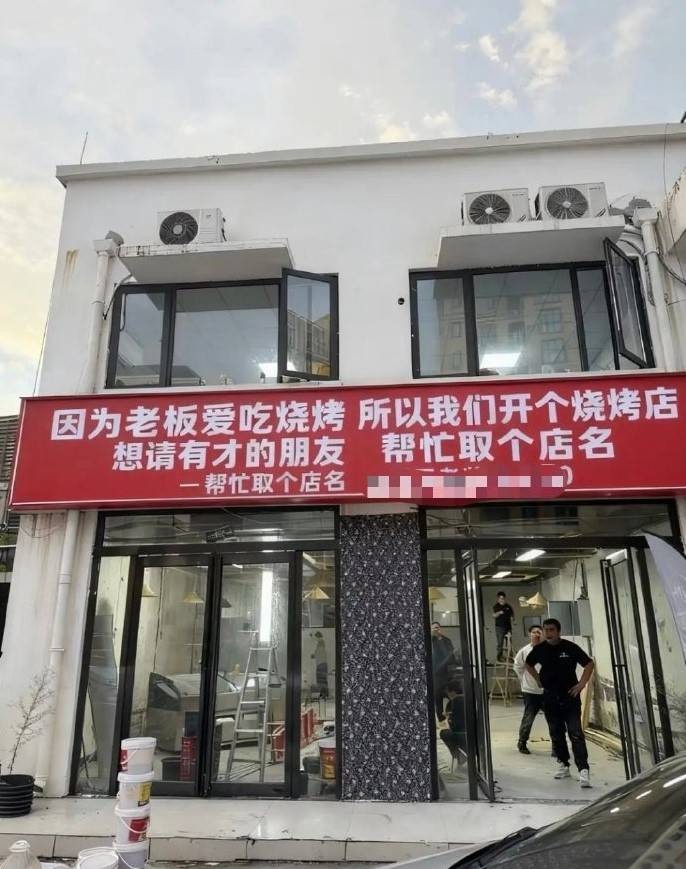 因为老板爱吃烧烤 所以我们开个烧烤店
想请有才的朋友 帮忙取个店名
一帮忙取个店名